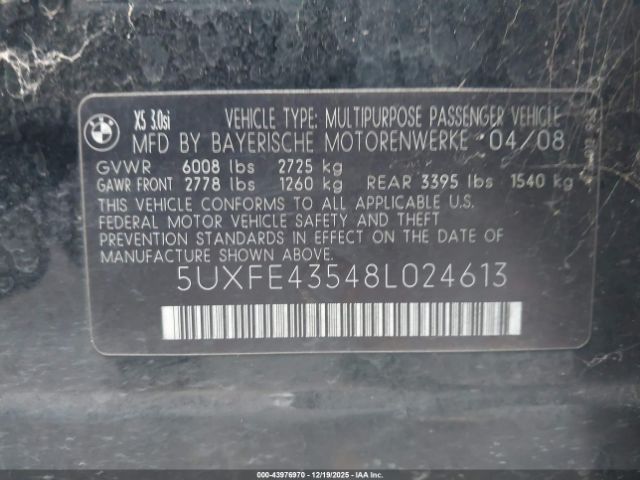 BMW
X5 3.0si VEHICLE TYPE: MULTIPURPOSE PASSENGER VEHICLE
MFD BY BAYERISCHE MOTORENWERKE 04/08
GVWR 6008 lbs 2725 kg
GAWR FRONT 2778 lbs 1260 kg REAR 3395 lbs 1540 kg
THIS VEHICLE CONFORMS TO ALL APPLICABLE U.S.
FEDERAL MOTOR VEHICLE SAFETY AND THEFT
PREVENTION STANDARDS IN EFFECT ON THE DATE OF
MANUFACTURE SHOWN ABOVE.
5UXFE43548L024613
000-43976970 - 12/19/2025 - IAA, Inc.